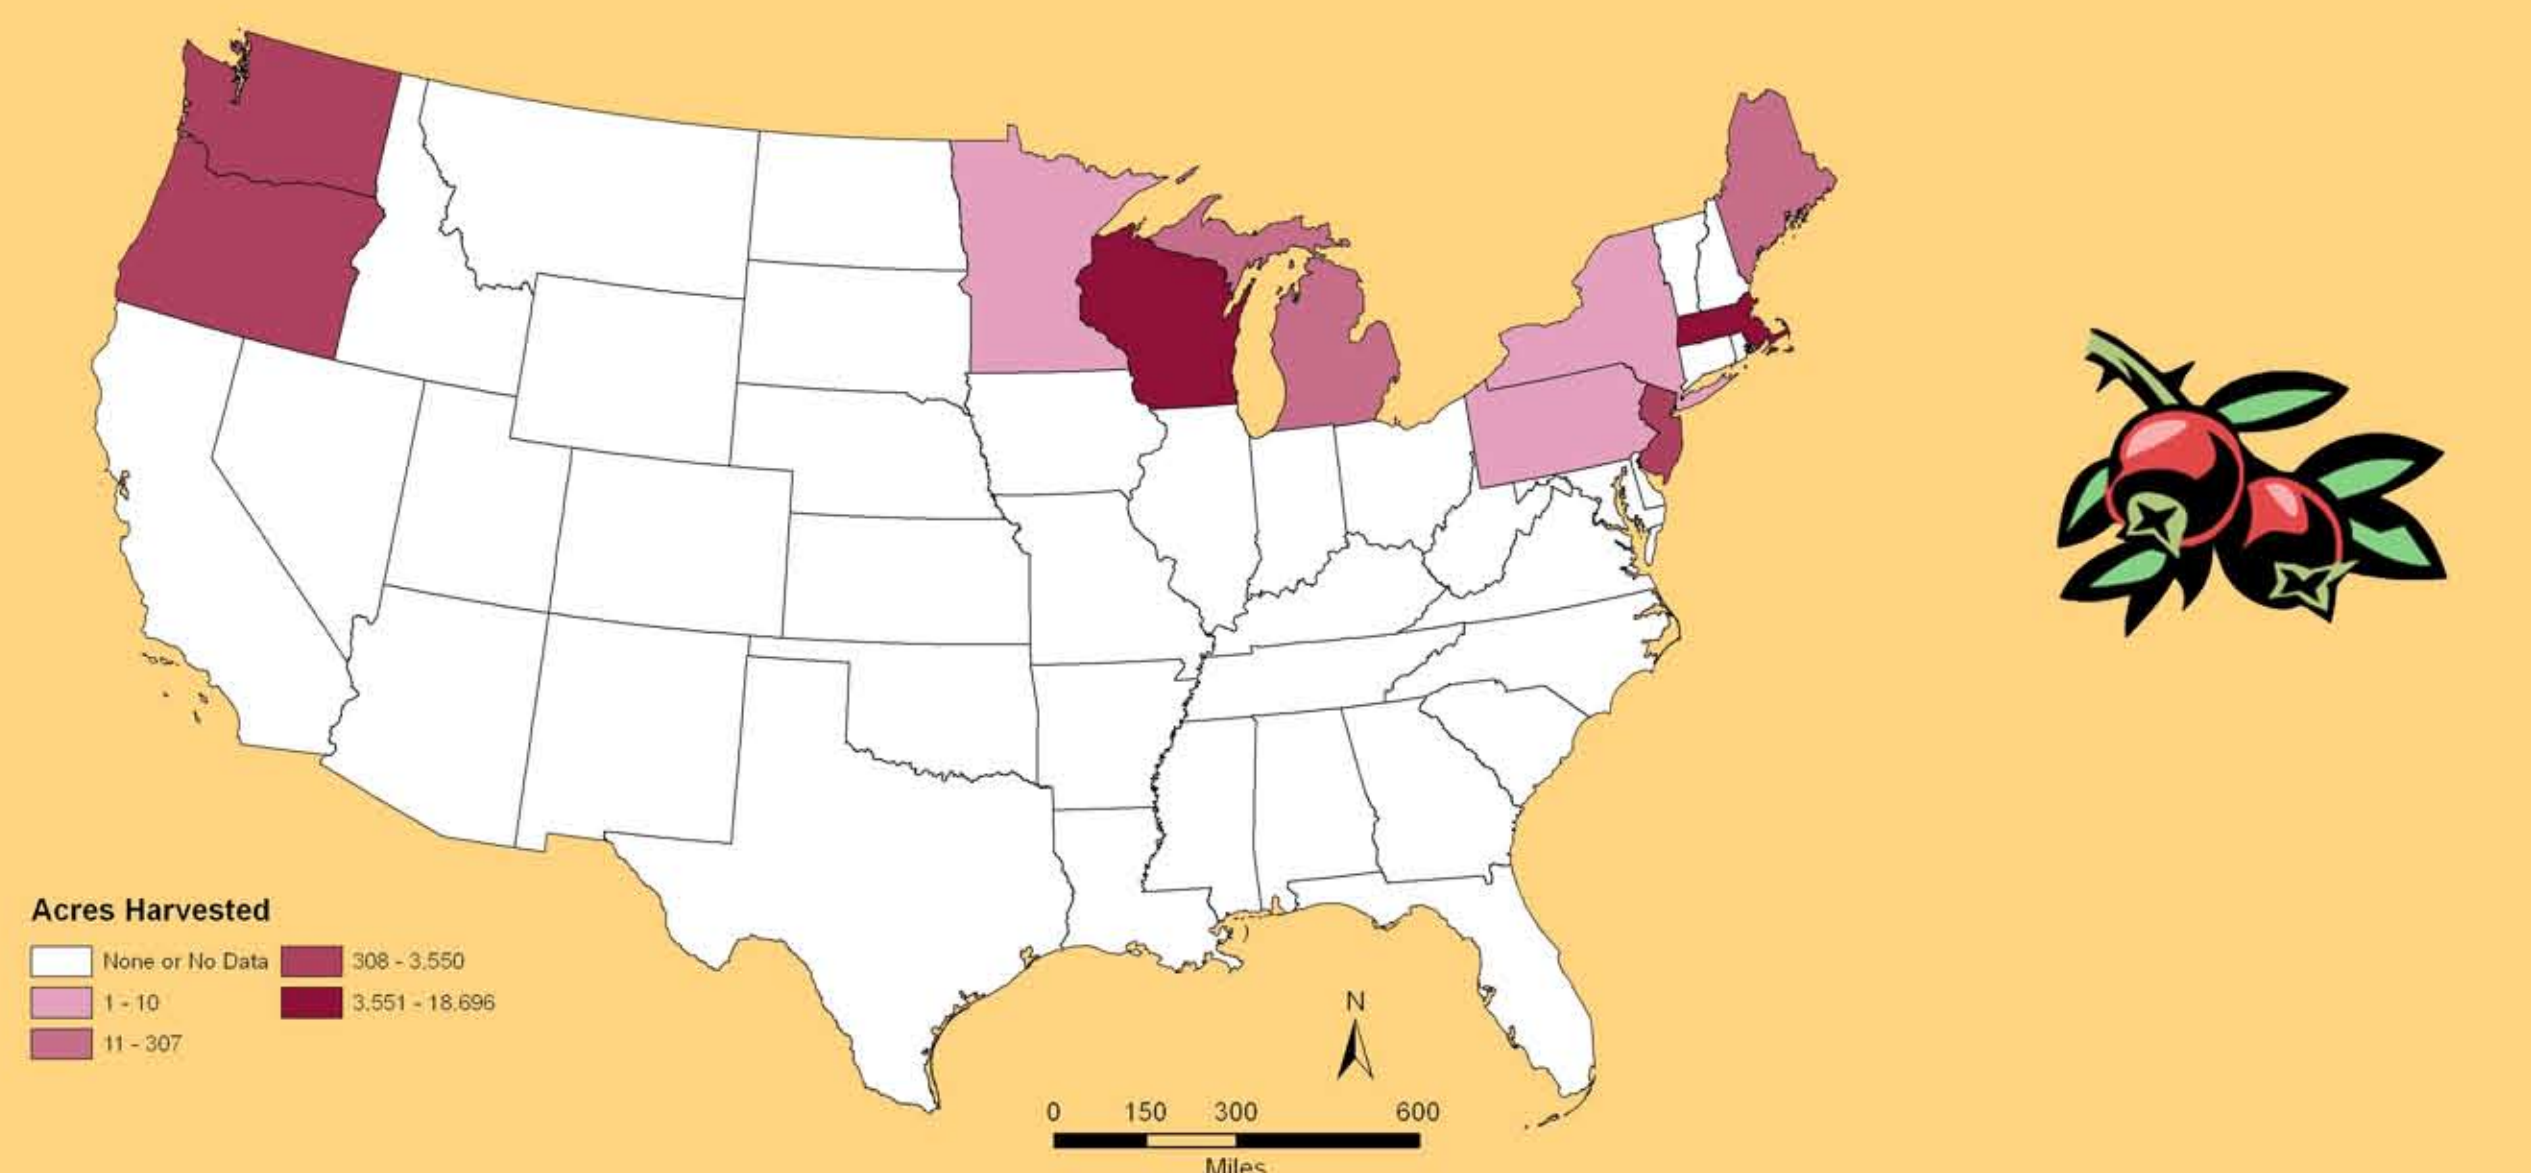 Acres Harvested
None or No Data
1 - 10
11 - 307
308 - 3.550
3.551 - 18.696
N
0 150 300 600
Miles